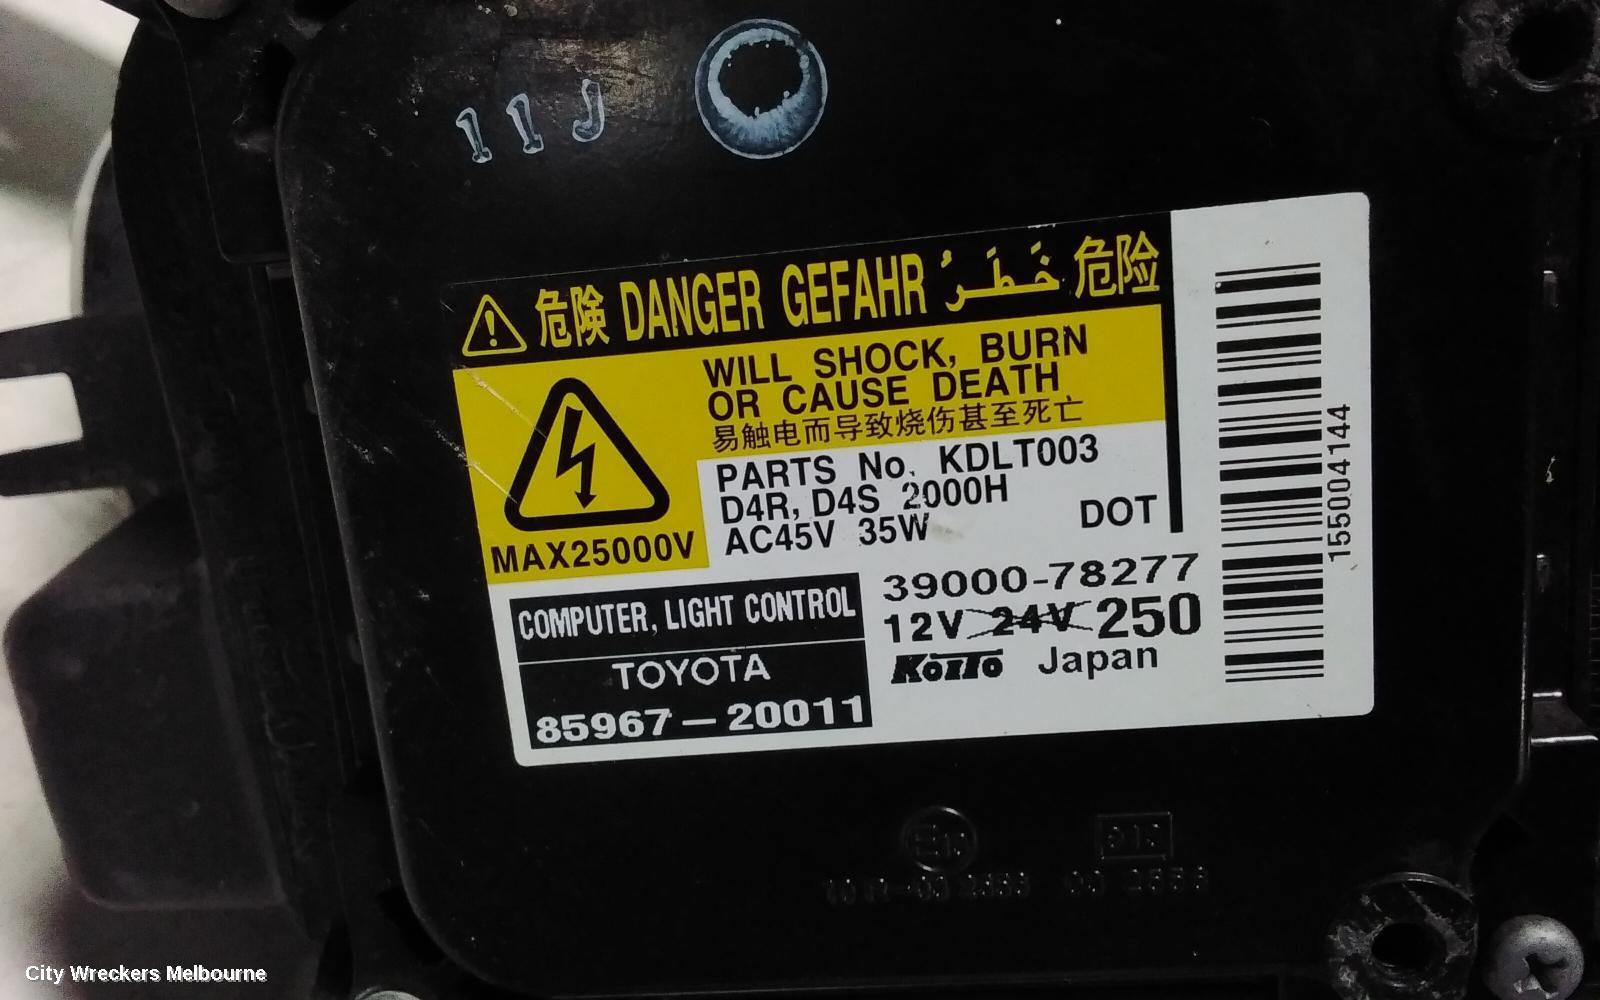 11J
危険 DANGER GEFAHR خَطَرُ 危险
WILL SHOCK, BURN
OR CAUSE DEATH
易触电而导致烧伤甚至死亡
MAX25000V
PARTS No. KDLT003
D4R, D4S 2000H
AC45V 35W
DOT
COMPUTER, LIGHT CONTROL
TOYOTA
85967-20011
39000-78277
12V 24V 250
KOITO Japan
155004144
City Wreckers Melbourne